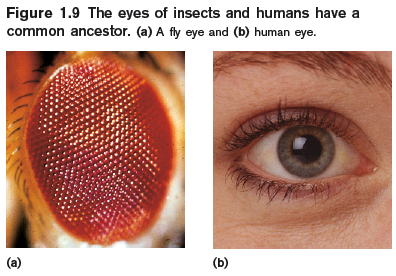 Figure 1.9 The eyes of insects and humans have a
common ancestor. (a) A fly eye and (b) human eye.
(a)
(b)